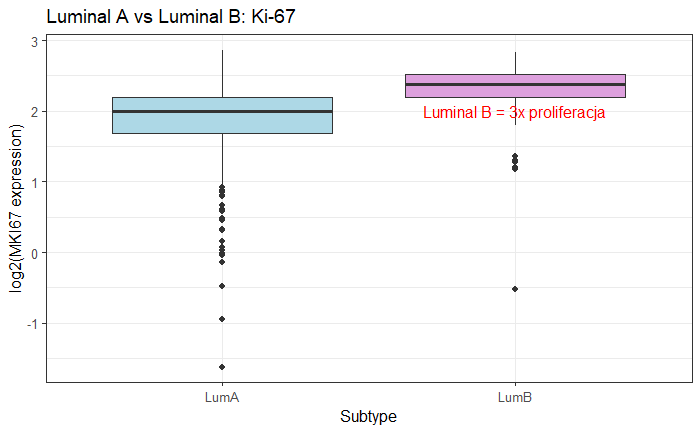 Luminal A vs Luminal B: Ki-67
log2(MKI67 expression)
3
2
1
0
-1
Luminal B = 3x proliferacja
LumA
LumB
Subtype